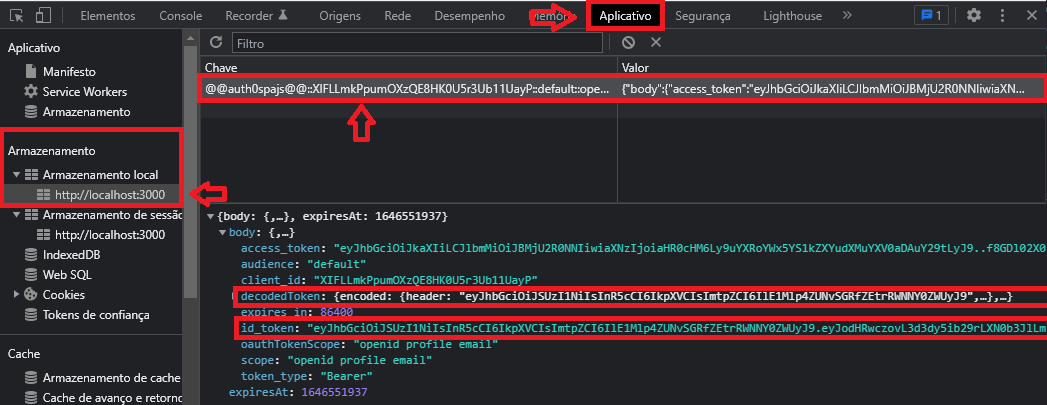 Elementos Console Recorder Origens Rede Desempenho Memória Aplicativo Segurança Lighthouse » 1
Aplicativo
Manifesto
Service Workers
Armazenamento
Armazenamento
Armazenamento local
http://localhost:3000
Armazenamento de sessão
http://localhost:3000
IndexedDB
Web SQL
Cookies
Tokens de confiança
Cache
Armazenamento de cache
Cache de avanço e retorno
Filtro
Chave Valor
@@auth0spajs@@::XIFLLmkPpumOXzQE8HK0U5r3Ub11UayP::default::ope... {"body":{"access_token":"eyJhbGciOiJkaXIiLCJlbmMiOiJBMjU2R0NNIiwiaXN...
{body: {,…}, expiresAt: 1646551937}
body: {,…}
access_token: "eyJhbGciOiJkaXIiLCJlbmMiOiJBMjU2R0NNIiwiaXNzIjoiaHR0cHM6Ly9uYXRoYWx5YS1kZXYudXMuYXV0aDAuY29tLyJ9..f8GDl02X0
audience: "default"
client_id: "XIFLLmkPpumOXzQE8HK0U5r3Ub11UayP"
decodedToken: {encoded: {header: "eyJhbGciOiJSUzI1NiIsInR5cCI6IkpXVCIsImtpZCI6IlE1Mlp4ZUNvSGRfZEtrRWNNY0ZWUyJ9",…},…}
expires_in: 86400
id_token: "eyJhbGciOiJSUzI1NiIsInR5cCI6IkpXVCIsImtpZCI6IlE1Mlp4ZUNvSGRfZEtrRWNNY0ZWUyJ9.eyJodHRwczovL3d3dy5ib29rLXN0b3JlLm
oauthTokenScope: "openid profile email"
scope: "openid profile email"
token_type: "Bearer"
expiresAt: 1646551937